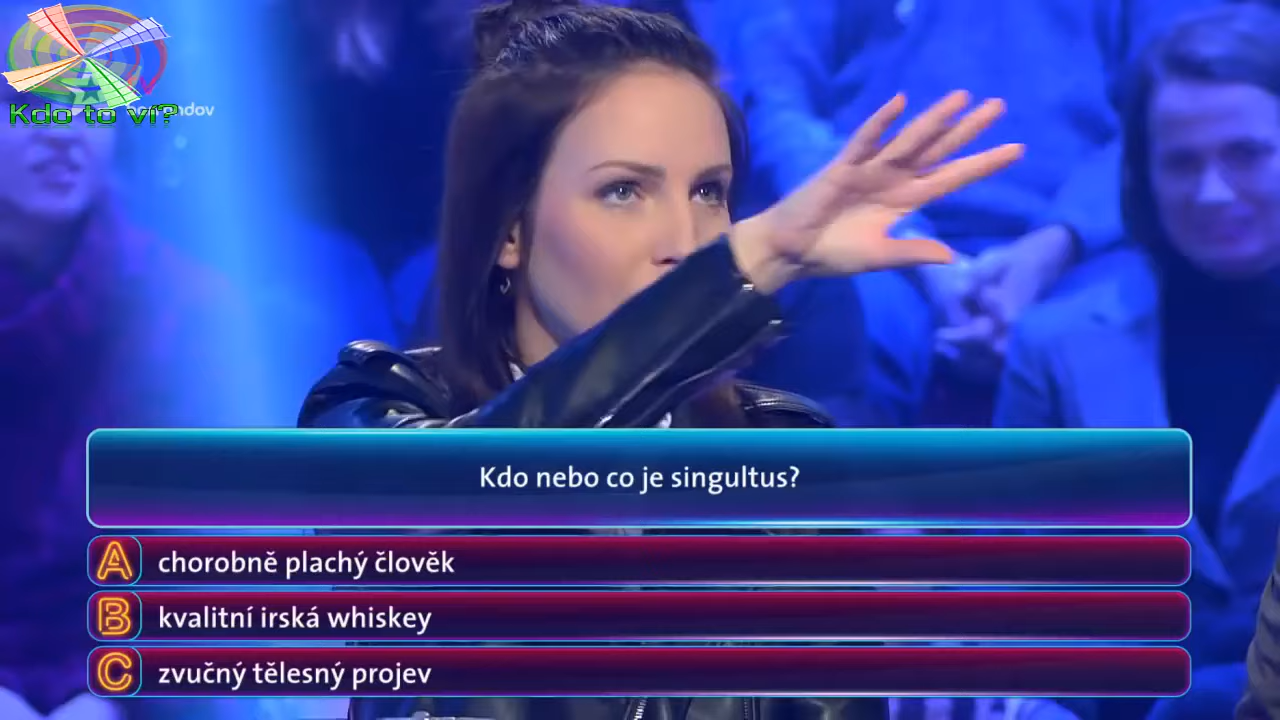 Kdo to ví?
Kdo nebo co je singultus?
A chorobně plachý člověk
B kvalitní irská whiskey
C zvučný tělesný projev